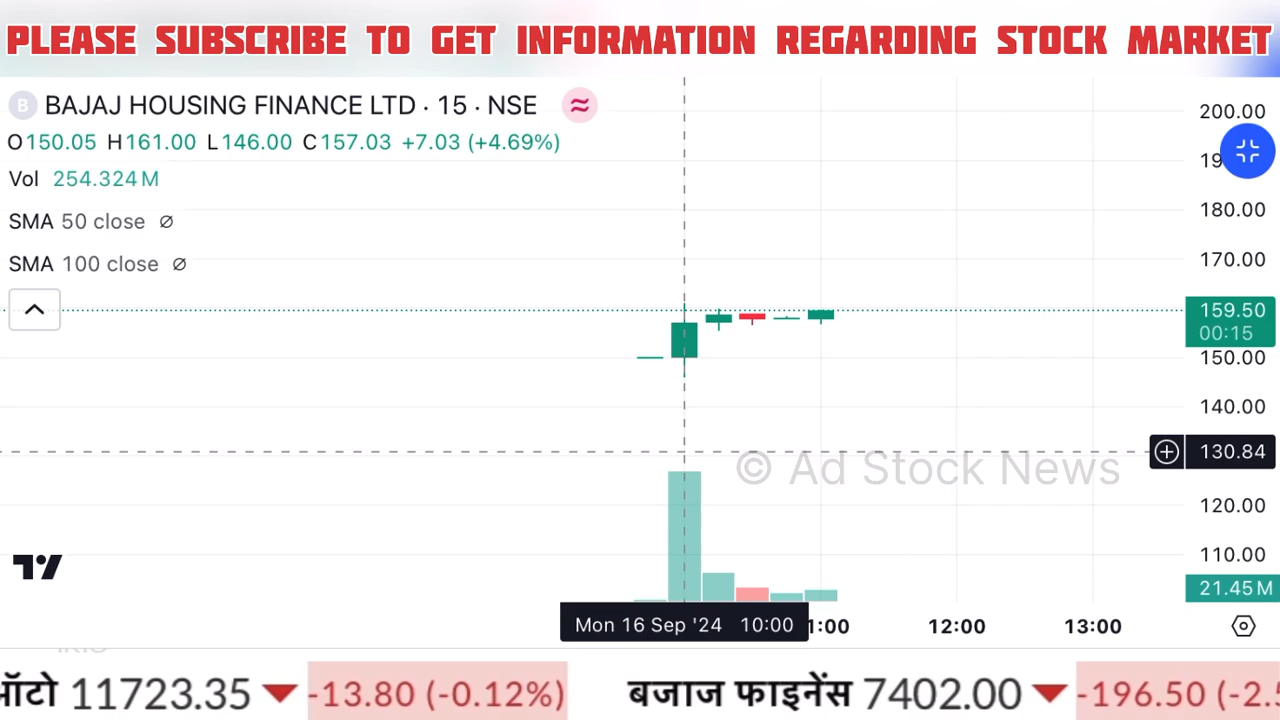 PLEASE SUBSCRIBE TO GET INFORMATION REGARDING STOCK MARKET
B BAJAJ HOUSING FINANCE LTD · 15 · NSE
O150.05 H161.00 L146.00 C157.03 +7.03 (+4.69%)
Vol 254.324 M
SMA 50 close ∅
SMA 100 close ∅
200.00
180.00
170.00
159.50
00:15
150.00
140.00
130.84
© Ad Stock News
120.00
110.00
21.45 M
Mon 16 Sep '24 10:00 1:00 12:00 13:00
ऑटो 11723.35 -13.80 (-0.12%) बजाज फाइनेंस 7402.00 -196.50